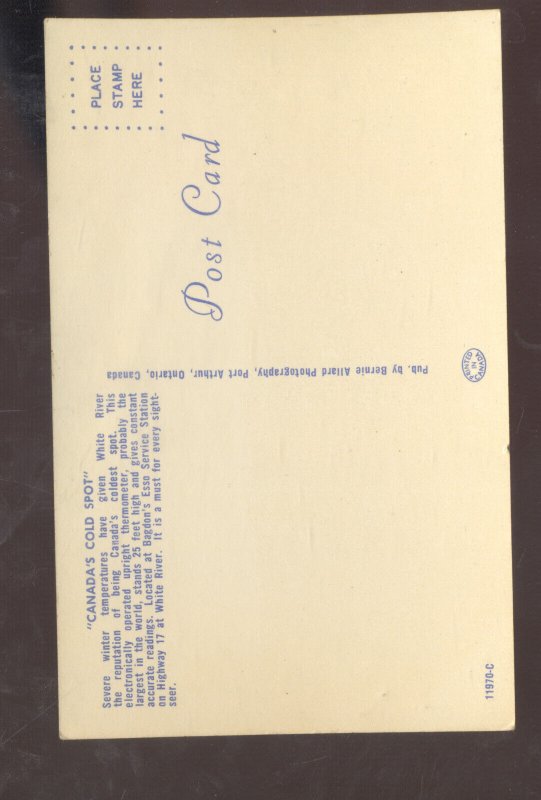 "CANADA'S COLD SPOT"
Severe winter temperatures have given White River
the reputation of being Canada's coldest spot. This
electronically operated upright thermometer, probably the
largest in the world, stands 25 feet high and gives constant
accurate readings. Located at Bagdon's Esso Service Station
on Highway 17 at White River. It is a must for every sight-
seer.
11970-C
Pub. by Bernie Allard Photography, Port Arthur, Ontario, Canada
PRINTED
IN
CANADA
Post Card
PLACE
STAMP
HERE